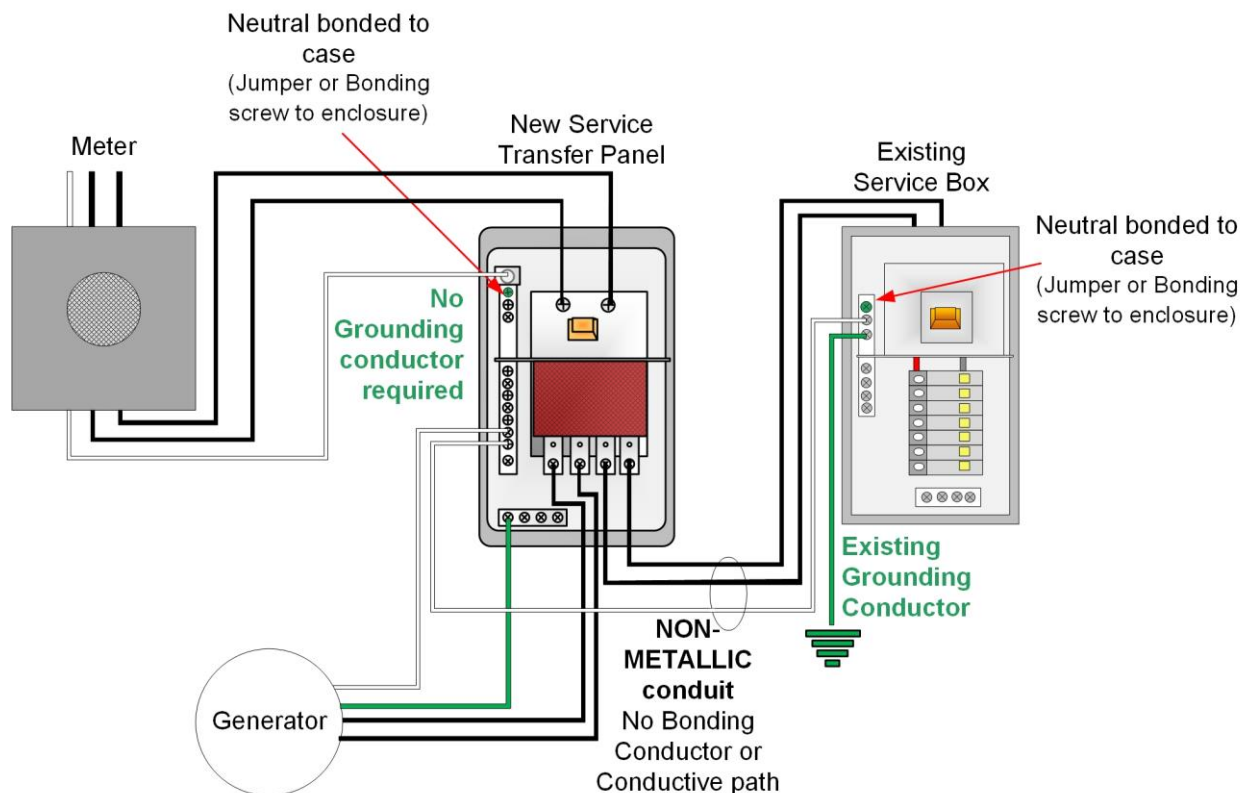 Neutral bonded to
case
(Jumper or Bonding
screw to enclosure)
Meter
New Service
Transfer Panel
Existing
Service Box
Neutral bonded to
case
(Jumper or Bonding
screw to enclosure)
No
Grounding
conductor
required
Existing
Grounding
Conductor
NON-
METALLIC
conduit
No Bonding
Conductor or
Conductive path
Generator